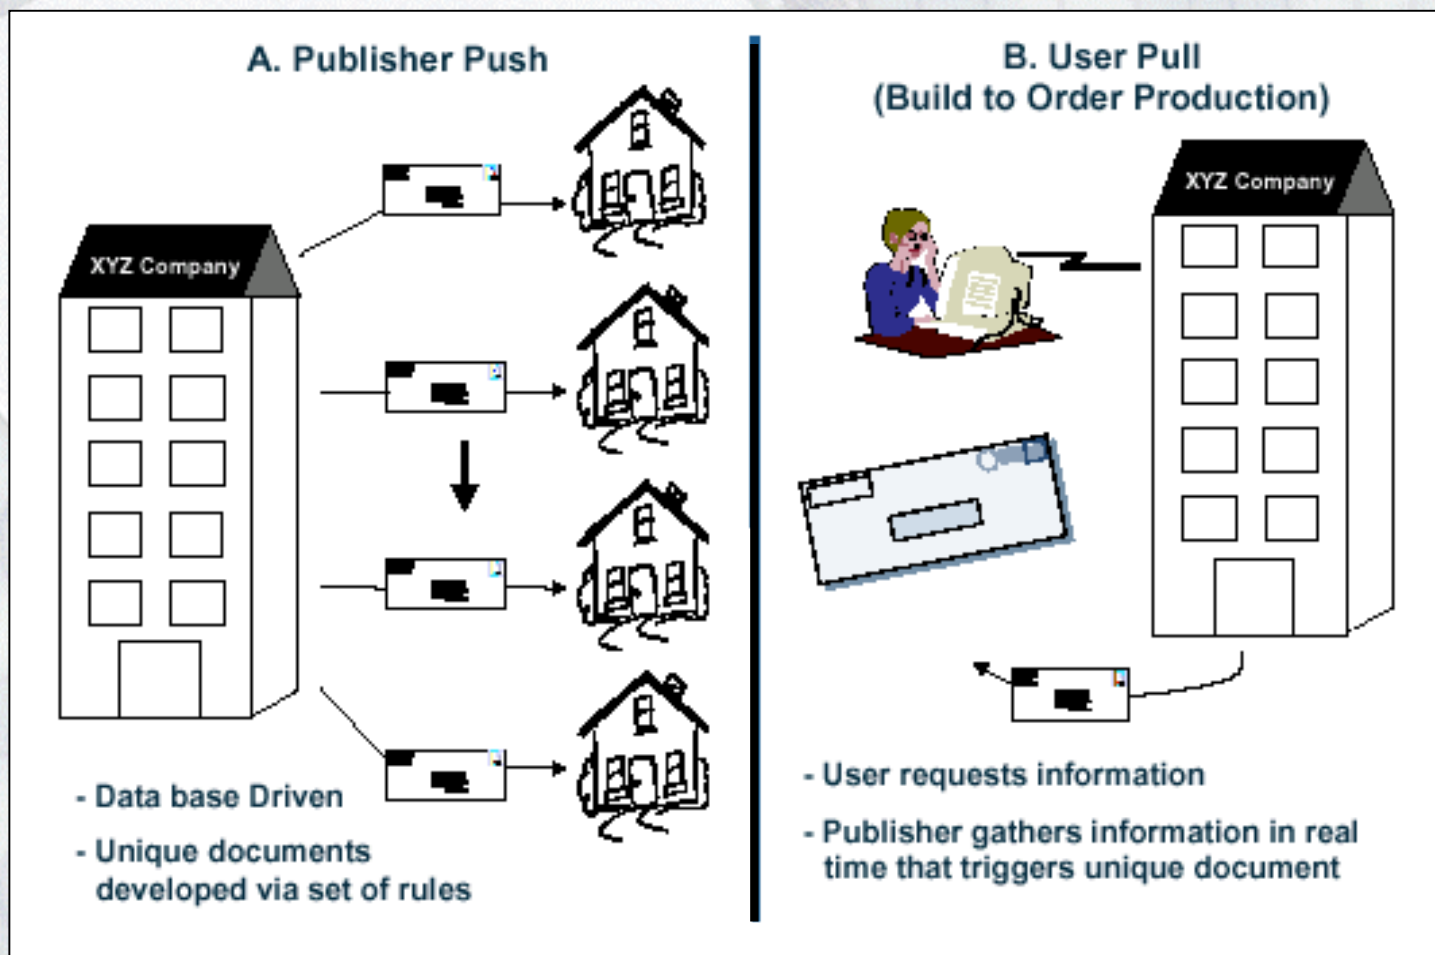 A. Publisher Push
XYZ Company
- Data base Driven
- Unique documents
developed via set of rules
B. User Pull
(Build to Order Production)
XYZ Company
- User requests information
- Publisher gathers information in real
time that triggers unique document